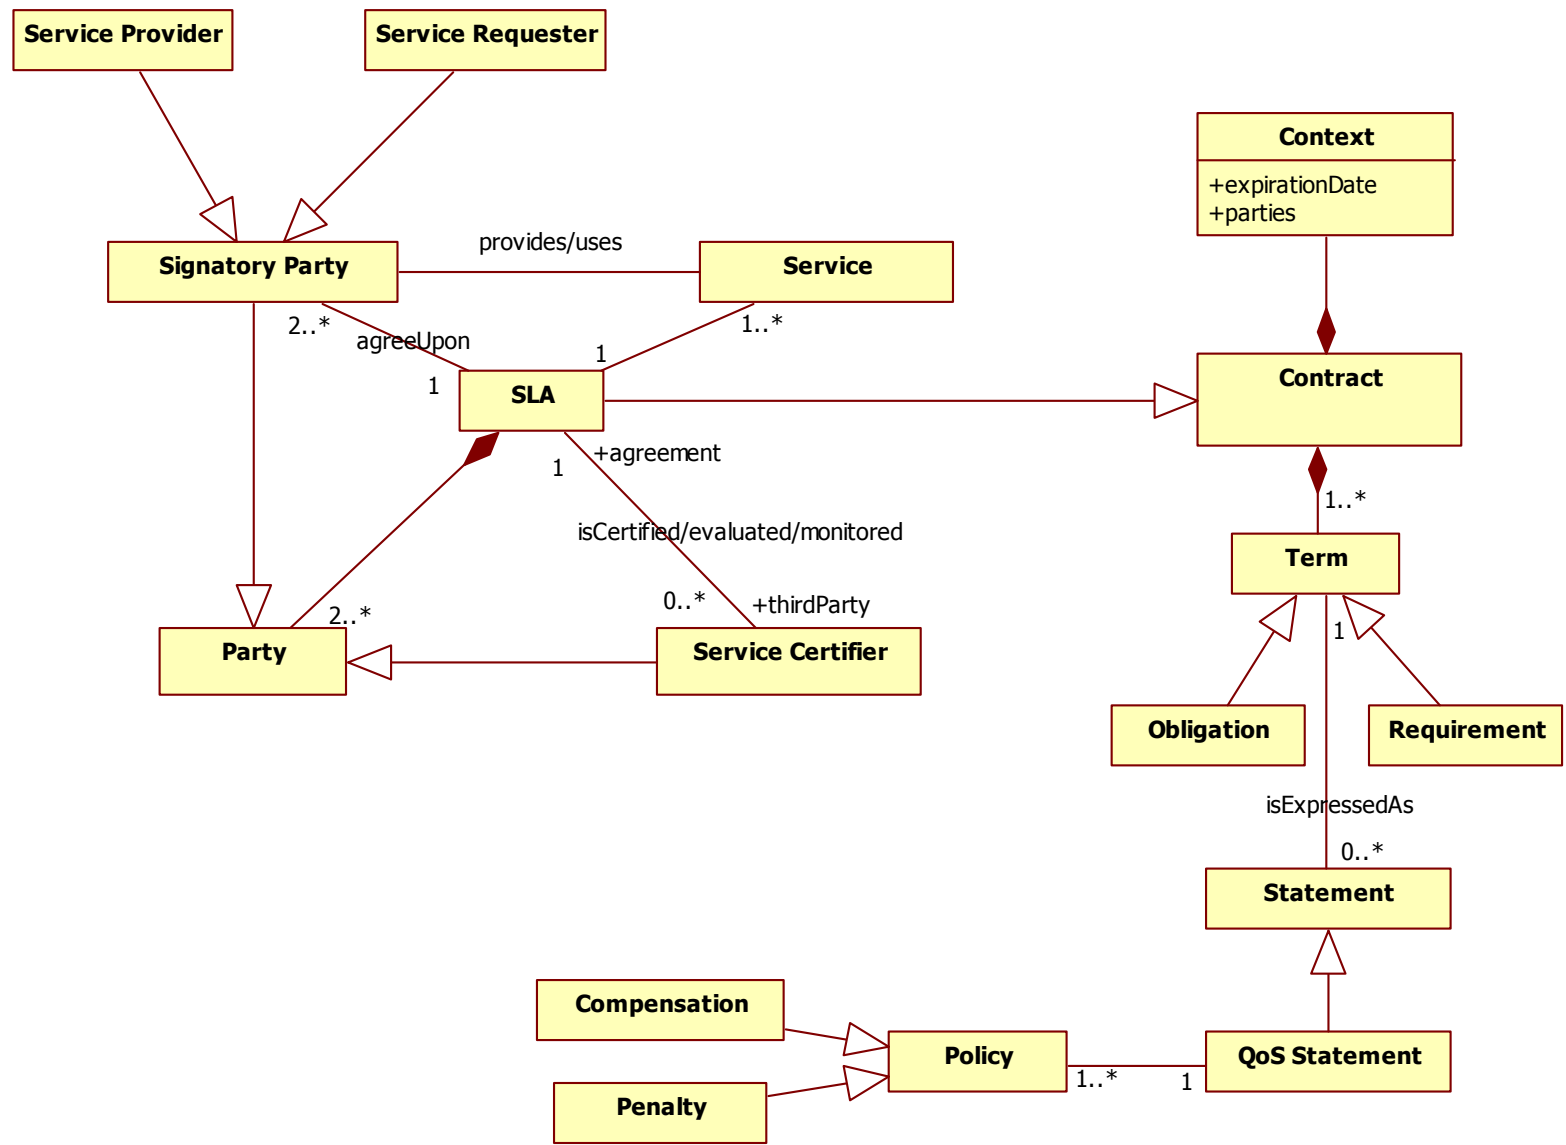 Service Provider
Service Requester
Context
+expirationDate
+parties
provides/uses
Signatory Party
Service
2..*
1..*
agreeUpon
1
Contract
1
SLA
+agreement
1
1..*
isCertified/evaluated/monitored
Term
0..*
+thirdParty
2..*
1
Party
Service Certifier
Obligation
Requirement
isExpressedAs
0..*
Statement
Compensation
Policy
QoS Statement
1..*
1
Penalty